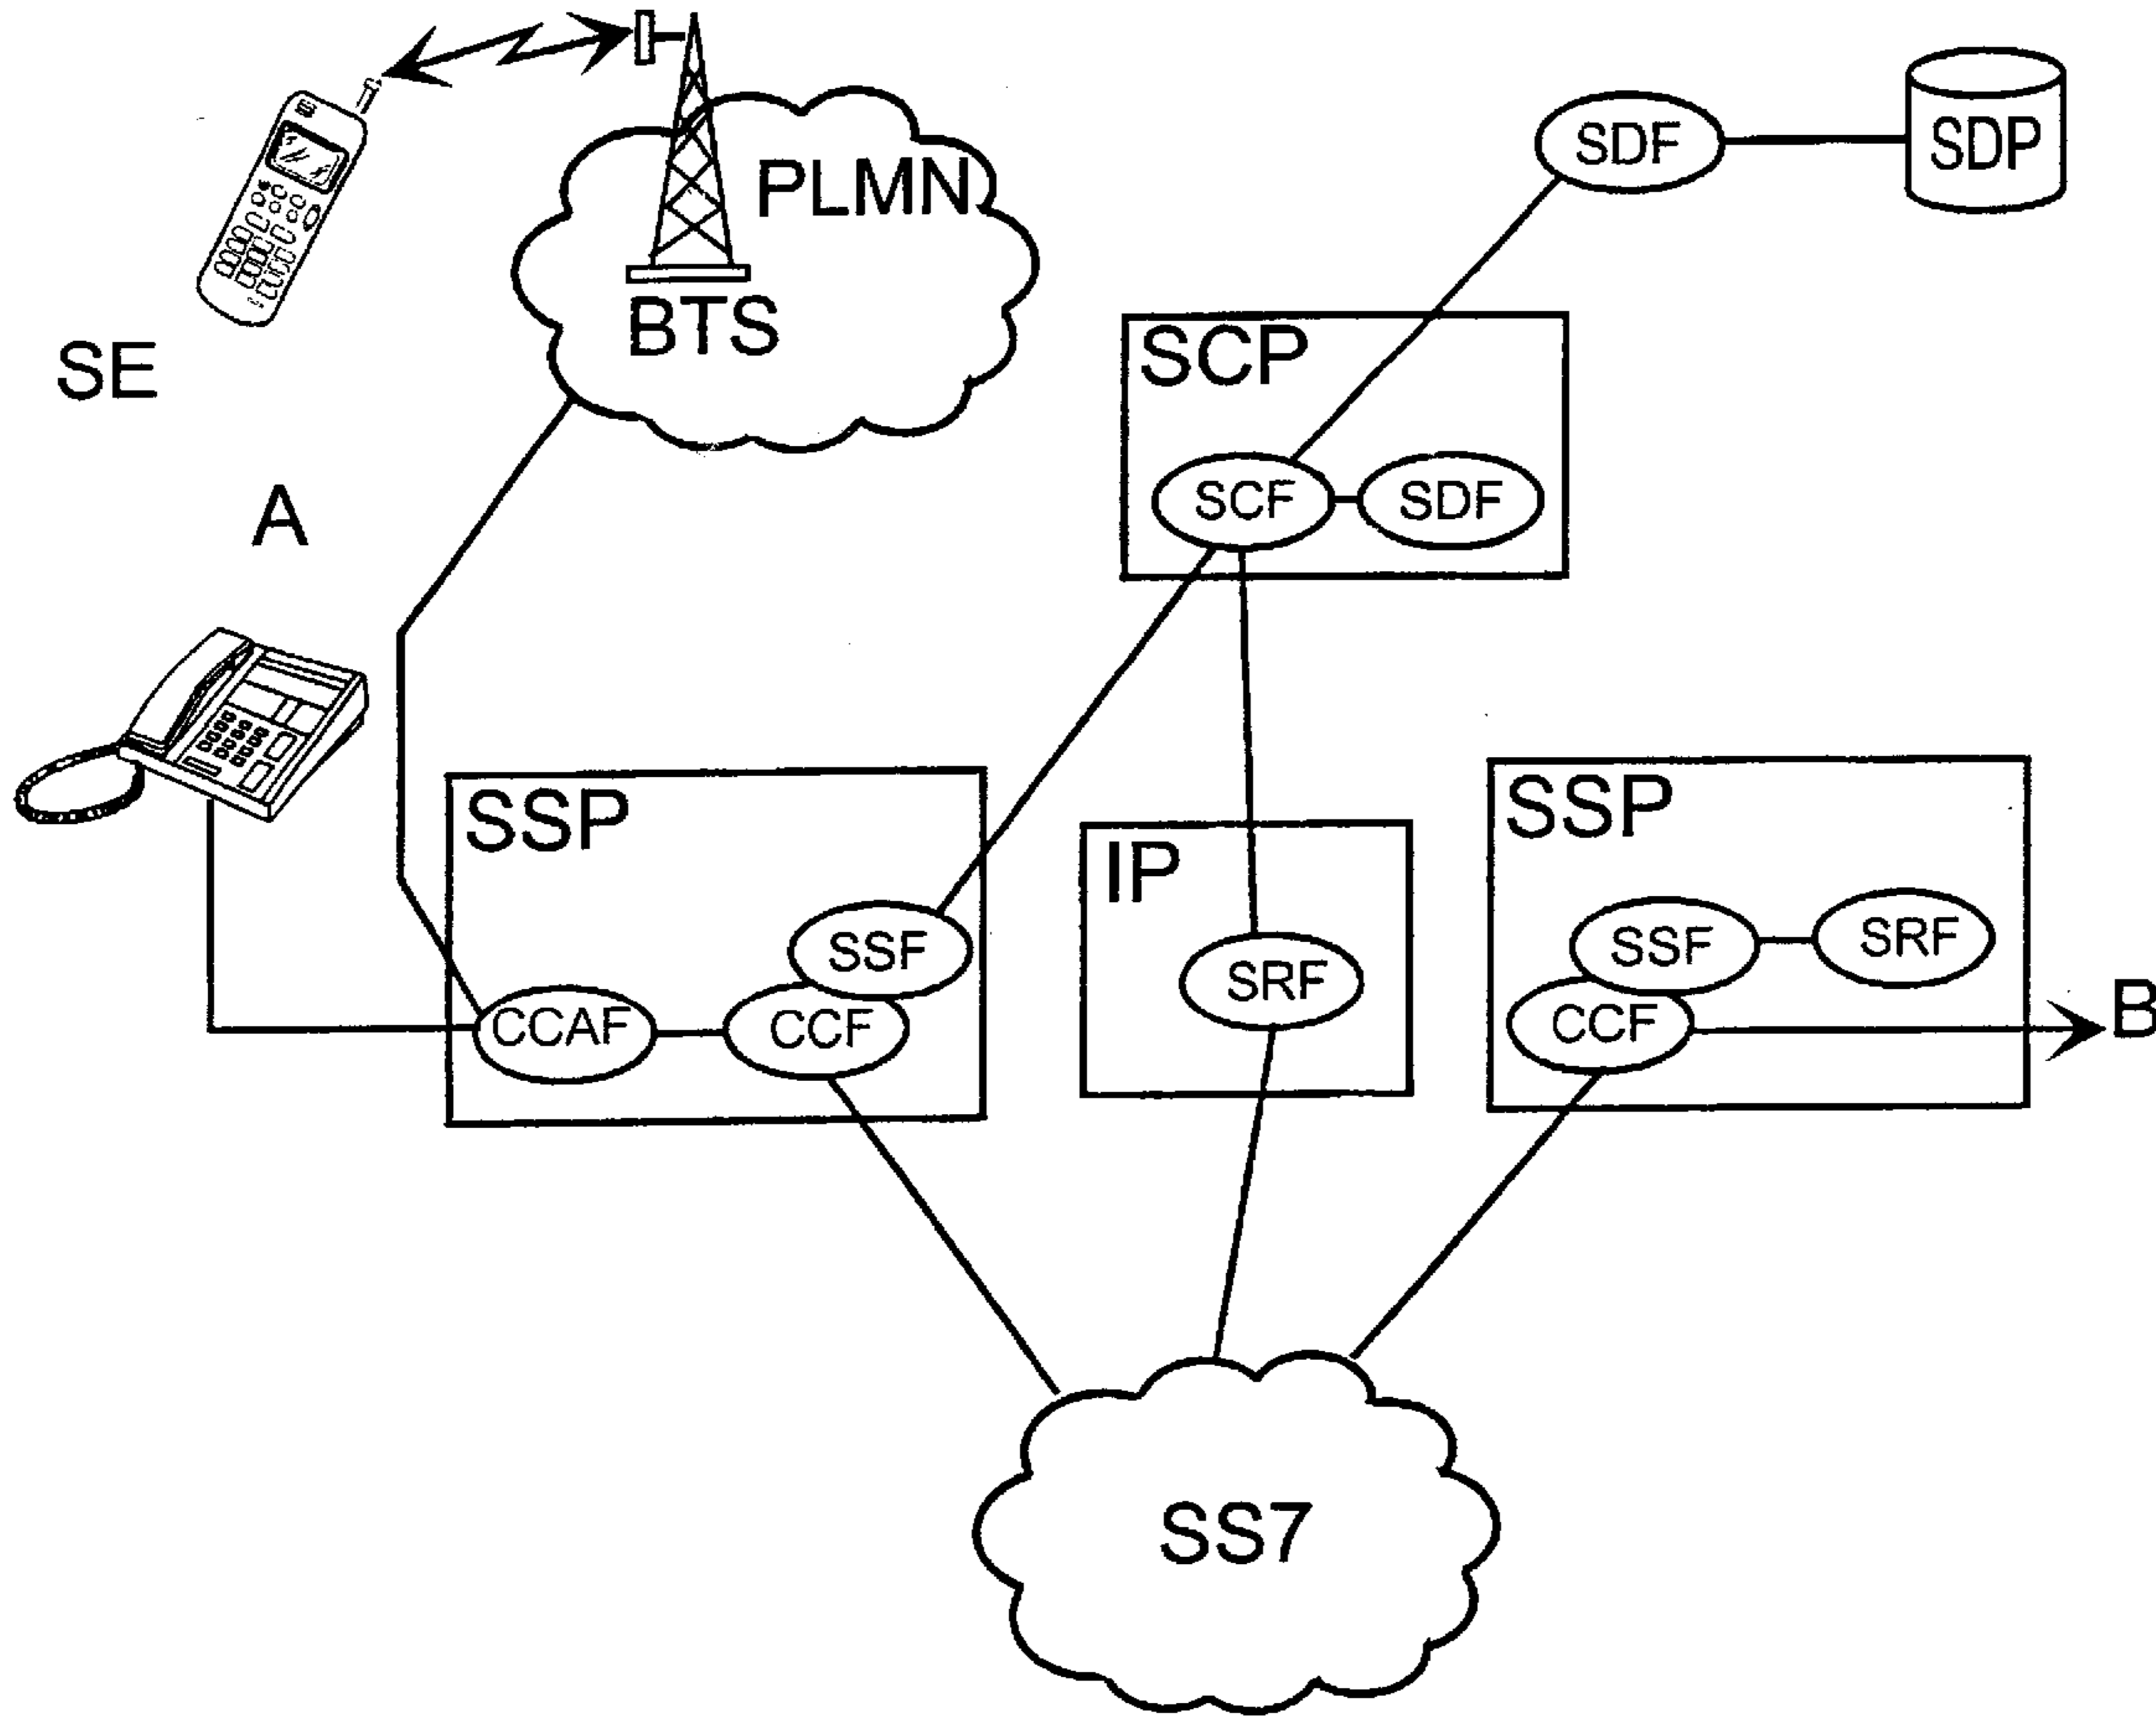 PLMN
BTS
SE
A
SDF
SDP
SCP
SCF
SDF
SSP
SSF
CCAF
CCF
IP
SRF
SSP
SSF
SRF
CCF
B
SS7